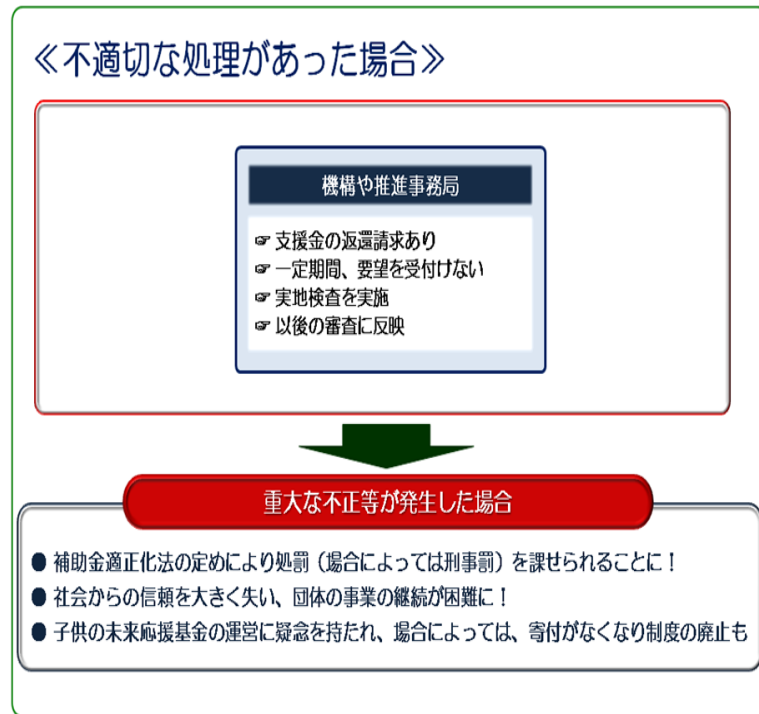 ≪不適切な処理があった場合≫
機構や推進事務局
☞ 支援金の返還請求あり
☞ 一定期間、要望を受付けない
☞ 実地検査を実施
☞ 以後の審査に反映
重大な不正等が発生した場合
● 補助金適正化法の定めにより処罰（場合によっては刑事罰）を課せられることに！
● 社会からの信頼を大きく失い、団体の事業の継続が困難に！
● 子供の未来応援基金の運営に疑念を持たれ、場合によっては、寄付がなくなり制度の廃止も